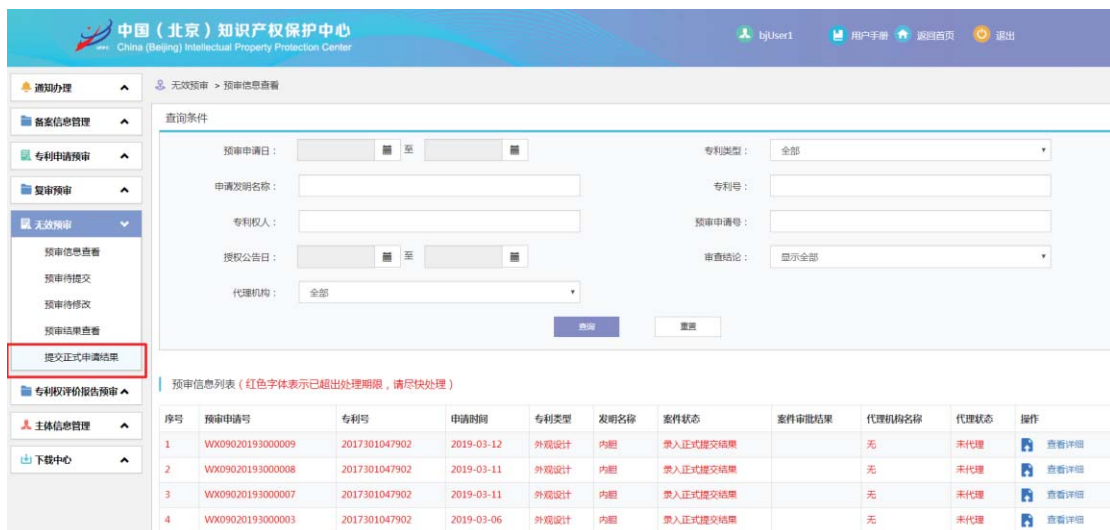 中国（北京）知识产权保护中心
China (Beijing) Intellectual Property Protection Center
bjUser1 用户手册 返回首页 退出
通知办理
备案信息管理
专利申请预审
复审预审
无效预审
预审信息查看
预审待提交
预审待修改
预审结果查看
提交正式申请结果
专利权评价报告预审
主体信息管理
下载中心
无效预审 > 预审信息查看
查询条件
预审申请日： 至 专利类型： 全部
申请发明名称： 专利号：
专利权人： 预审申请号：
授权公告日： 至 审查结论： 显示全部
代理机构： 全部
查询 重置
预审信息列表（红色字体表示已超出处理期限，请尽快处理）
序号 预审申请号 专利号 申请时间 专利类型 发明名称 案件状态 案件审批结果 代理机构名称 代理状态 操作
1 WX09020193000009 2017301047902 2019-03-12 外观设计 内胆 录入正式提交结果 无 未代理 查看详细
2 WX09020193000008 2017301047902 2019-03-11 外观设计 内胆 录入正式提交结果 无 未代理 查看详细
3 WX09020193000007 2017301047902 2019-03-11 外观设计 内胆 录入正式提交结果 无 未代理 查看详细
4 WX09020193000003 2017301047902 2019-03-06 外观设计 内胆 录入正式提交结果 无 未代理 查看详细